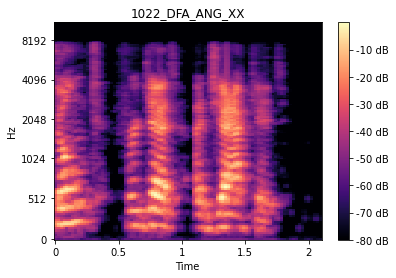 1022_DFA_ANG_XX
8192
4096
2048
1024
512
0
Hz
0
0.5
1
1.5
2
Time
-10 dB
-20 dB
-30 dB
-40 dB
-50 dB
-60 dB
-70 dB
-80 dB